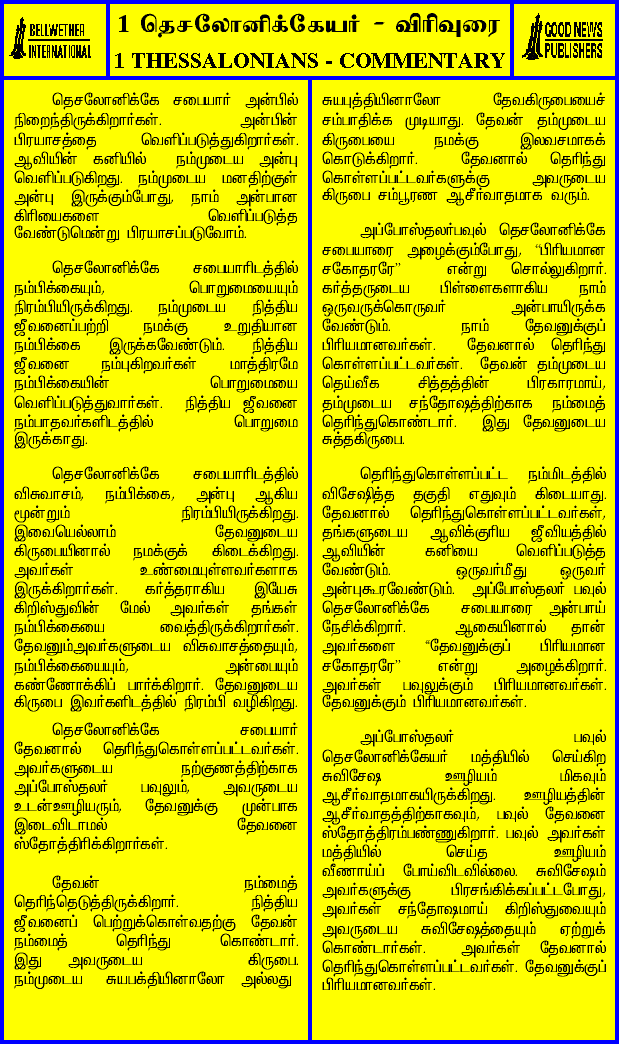 BELLWETHER
INTERNATIONAL
1 தெசலோனிக்கேயர் - விரிவுரை
1 THESSALONIANS - COMMENTARY
GOOD NEWS
PUBLISHERS
தெசலோனிக்கே சபையார் அன்பில்
நிறைந்திருக்கிறார்கள். அன்பின்
பிரயாசத்தை வெளிப்படுத்துகிறார்கள்.
ஆவியின் கனியில் நம்முடைய அன்பு
வெளிப்படுகிறது. நம்முடைய மனதிற்குள்
அன்பு இருக்கும்போது, நாம் அன்பான
கிரியைகளை வெளிப்படுத்த
வேண்டுமென்று பிரயாசப்படுவோம்.
தெசலோனிக்கே சபையாரிடத்தில்
நம்பிக்கையும், பொறுமையையும்
நிரம்பியிருக்கிறது. நம்முடைய நித்திய
ஜீவனைப்பற்றி நமக்கு உறுதியான
நம்பிக்கை இருக்கவேண்டும். நித்திய
ஜீவனை நம்புகிறவர்கள் மாத்திரமே
நம்பிக்கையின் பொறுமையை
வெளிப்படுத்துவார்கள். நித்திய ஜீவனை
நம்பாதவர்களிடத்தில் பொறுமை
இருக்காது.
தெசலோனிக்கே சபையாரிடத்தில்
விசுவாசம், நம்பிக்கை, அன்பு ஆகிய
மூன்றும் நிரம்பியிருக்கிறது.
இவையெல்லாம் தேவனுடைய
கிருபையினால் நமக்குக் கிடைக்கிறது.
அவர்கள் உண்மையுள்ளவர்களாக
இருக்கிறார்கள். கர்த்தராகிய இயேசு
கிறிஸ்துவின் மேல் அவர்கள் தங்கள்
நம்பிக்கையை வைத்திருக்கிறார்கள்.
தேவனும்அவர்களுடைய விசுவாசத்தையும்,
நம்பிக்கையையும், அன்பையும்
கண்ணோக்கிப் பார்க்கிறார். தேவனுடைய
கிருபை இவர்களிடத்தில் நிரம்பி வழிகிறது.
தெசலோனிக்கே சபையார்
தேவனால் தெரிந்துகொள்ளப்பட்டவர்கள்.
அவர்களுடைய நற்குணத்திற்காக
அப்போஸ்தலர் பவுலும், அவருடைய
உடன்ஊழியரும், தேவனுக்கு முன்பாக
இடைவிடாமல் தேவனை
ஸ்தோத்திரிக்கிறார்கள்.
தேவன் நம்மைத்
தெரிந்தெடுத்திருக்கிறார். நித்திய
ஜீவனைப் பெற்றுக்கொள்வதற்கு தேவன்
நம்மைத் தெரிந்து கொண்டார்.
இது அவருடைய கிருபை.
நம்முடைய சுயபக்தியினாலோ அல்லது
சுயபுத்தியினாலோ தேவகிருபையைச்
சம்பாதிக்க முடியாது. தேவன் தம்முடைய
கிருபையை நமக்கு இலவசமாகக்
கொடுக்கிறார். தேவனால் தெரிந்து
கொள்ளப்பட்டவர்களுக்கு அவருடைய
கிருபை சம்பூரண ஆசீர்வாதமாக வரும்.
அப்போஸ்தலர்பவுல் தெசலோனிக்கே
சபையாரை அழைக்கும்போது, “பிரியமான
சகோதரரே” என்று சொல்லுகிறார்.
கர்த்தருடைய பிள்ளைகளாகிய நாம்
ஒருவருக்கொருவர் அன்பாயிருக்க
வேண்டும். நாம் தேவனுக்குப்
பிரியமானவர்கள். தேவனால் தெரிந்து
கொள்ளப்பட்டவர்கள். தேவன் தம்முடைய
தெய்வீக சித்தத்தின் பிரகாரமாய்,
தம்முடைய சந்தோஷத்திற்காக நம்மைத்
தெரிந்துகொண்டார். இது தேவனுடைய
சுத்தகிருபை.
தெரிந்துகொள்ளப்பட்ட நம்மிடத்தில்
விசேஷித்த தகுதி எதுவும் கிடையாது.
தேவனால் தெரிந்துகொள்ளப்பட்டவர்கள்,
தங்களுடைய ஆவிக்குரிய ஜீவியத்தில்
ஆவியின் கனியை வெளிப்படுத்த
வேண்டும். ஒருவர்மீது ஒருவர்
அன்புகூரவேண்டும். அப்போஸ்தலர் பவுல்
தெசலோனிக்கே சபையாரை அன்பாய்
நேசிக்கிறார். ஆகையினால் தான்
அவர்களை “தேவனுக்குப் பிரியமான
சகோதரரே” என்று அழைக்கிறார்.
அவர்கள் பவுலுக்கும் பிரியமானவர்கள்.
தேவனுக்கும் பிரியமானவர்கள்.
அப்போஸ்தலர் பவுல்
தெசலோனிக்கேயர் மத்தியில் செய்கிற
சுவிசேஷ ஊழியம் மிகவும்
ஆசீர்வாதமாகயிருக்கிறது. ஊழியத்தின்
ஆசீர்வாதத்திற்காகவும், பவுல் தேவனை
ஸ்தோத்திரம்பண்ணுகிறார். பவுல் அவர்கள்
மத்தியில் செய்த ஊழியம்
வீணாய்ப் போய்விடவில்லை. சுவிசேஷம்
அவர்களுக்கு பிரசங்கிக்கப்பட்டபோது,
அவர்கள் சந்தோஷமாய் கிறிஸ்துவையும்
அவருடைய சுவிசேஷத்தையும் ஏற்றுக்
கொண்டார்கள். அவர்கள் தேவனால்
தெரிந்துகொள்ளப்பட்டவர்கள். தேவனுக்குப்
பிரியமானவர்கள்.